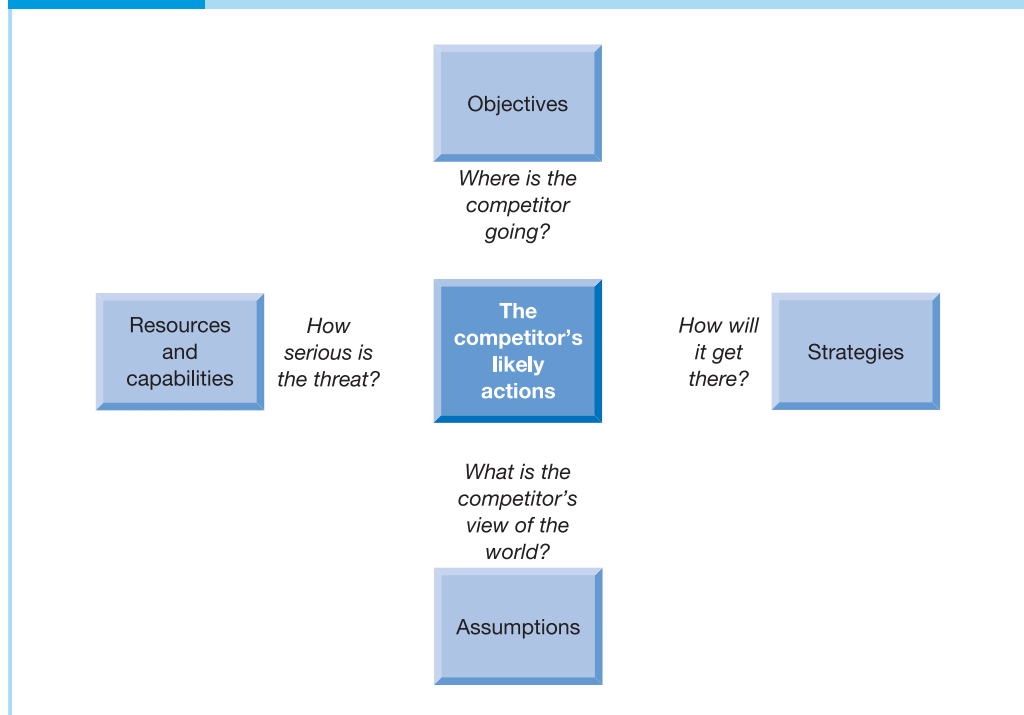 Objectives
Where is the
competitor
going?
Resources
and
capabilities
How
serious is
the threat?
The
competitor’s
likely
actions
How will
it get
there?
Strategies
What is the
competitor’s
view of the
world?
Assumptions